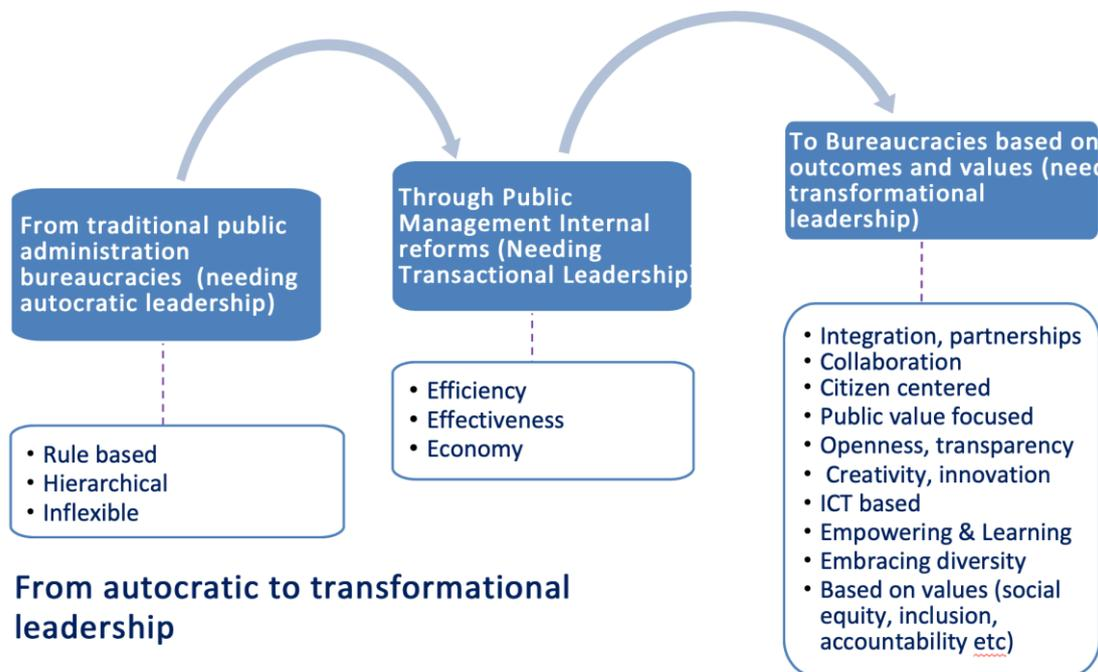 From traditional public
administration
bureaucracies (needing
autocratic leadership)
• Rule based
• Hierarchical
• Inflexible
Through Public
Management Internal
reforms (Needing
Transactional Leadership)
• Efficiency
• Effectiveness
• Economy
To Bureaucracies based on
outcomes and values (need
transformational
leadership)
• Integration, partnerships
• Collaboration
• Citizen centered
• Public value focused
• Openness, transparency
• Creativity, innovation
• ICT based
• Empowering & Learning
• Embracing diversity
• Based on values (social
equity, inclusion,
accountability etc)
From autocratic to transformational
leadership